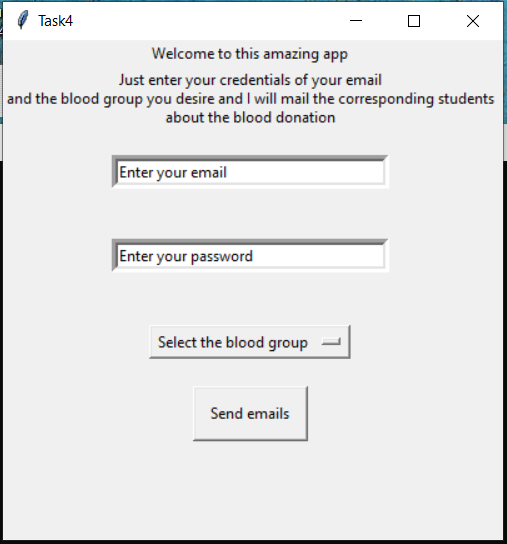 Task4
Welcome to this amazing app
Just enter your credentials of your email
and the blood group you desire and I will mail the corresponding students
about the blood donation
Enter your email
Enter your password
Select the blood group
Send emails